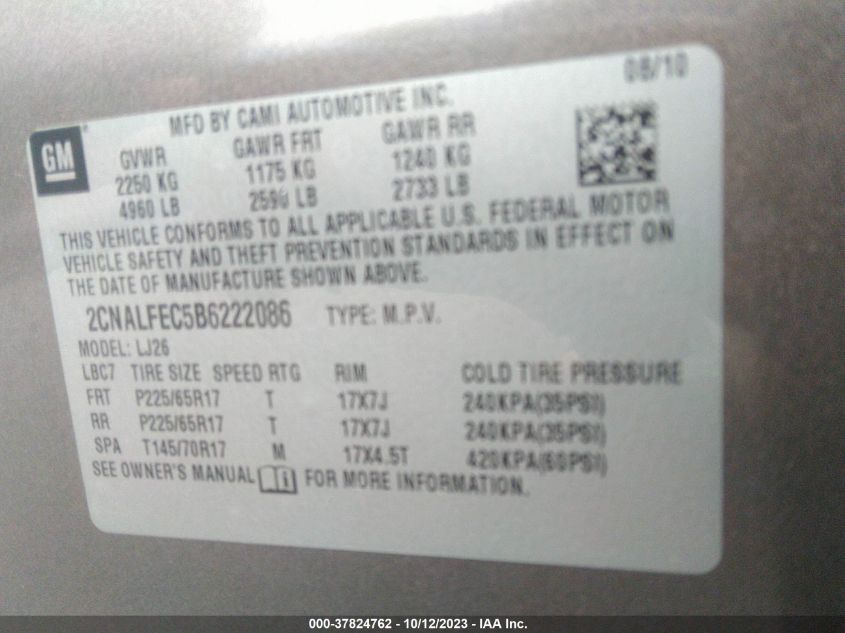 08/10
MFD BY CAMI AUTOMOTIVE INC.
GM
GVWR GAWR FRT GAWR RR
2250 KG 1175 KG 1240 KG
4960 LB 2590 LB 2733 LB
THIS VEHICLE CONFORMS TO ALL APPLICABLE U.S. FEDERAL MOTOR
VEHICLE SAFETY AND THEFT PREVENTION STANDARDS IN EFFECT ON
THE DATE OF MANUFACTURE SHOWN ABOVE.
2CNALFEC5B6222086 TYPE: M.P.V.
MODEL: LJ26
LBC7 TIRE SIZE SPEED RTG RIM COLD TIRE PRESSURE
FRT P225/65R17 T 17X7J 240KPA(35PSI)
RR P225/65R17 T 17X7J 240KPA(35PSI)
SPA T145/70R17 M 17X4.5T 420KPA(60PSI)
SEE OWNER'S MANUAL FOR MORE INFORMATION.
000-37824762 - 10/12/2023 - IAA Inc.